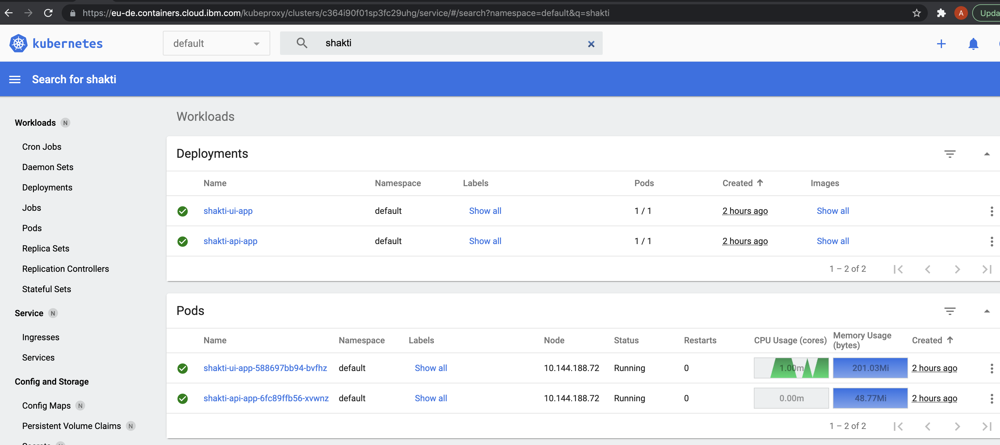 https://eu-de.containers.cloud.ibm.com/kubeproxy/clusters/c364i90f01sp3fc29uhg/service/#/search?namespace=default&q=shakti
A
Upda
kubernetes
default
shakti
Search for shakti
Workloads N
Cron Jobs
Daemon Sets
Deployments
Jobs
Pods
Replica Sets
Replication Controllers
Stateful Sets
Service N
Ingresses
Services
Config and Storage
Config Maps N
Persistent Volume Claims N
Secrets N
Workloads
Deployments
Name Namespace Labels Pods Created Images
shakti-ui-app default Show all 1 / 1 2 hours ago Show all
shakti-api-app default Show all 1 / 1 2 hours ago Show all
1 – 2 of 2
Pods
Name Namespace Labels Node Status Restarts CPU Usage (cores) Memory Usage (bytes) Created
shakti-ui-app-588697bb94-bvfhz default Show all 10.144.188.72 Running 0 1.00m 201.03Mi 2 hours ago
shakti-api-app-6fc89ffb56-xvwnz default Show all 10.144.188.72 Running 0 0.00m 48.77Mi 2 hours ago
1 – 2 of 2